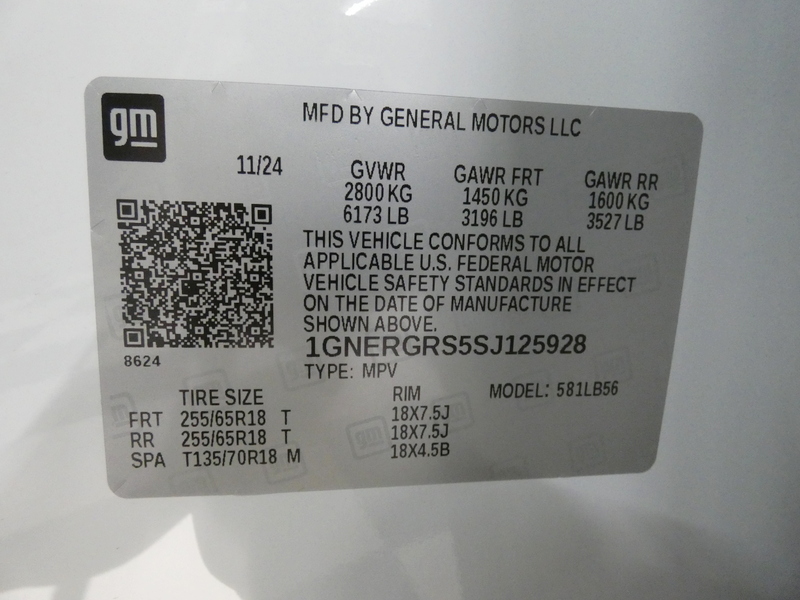 gm
MFD BY GENERAL MOTORS LLC
11/24
GVWR GAWR FRT GAWR RR
2800 KG 1450 KG 1600 KG
6173 LB 3196 LB 3527 LB
THIS VEHICLE CONFORMS TO ALL
APPLICABLE U.S. FEDERAL MOTOR
VEHICLE SAFETY STANDARDS IN EFFECT
ON THE DATE OF MANUFACTURE
SHOWN ABOVE.
1GNERGRS5SJ125928
8624
TYPE: MPV
TIRE SIZE RIM MODEL: 581LB56
FRT 255/65R18 T 18X7.5J
RR 255/65R18 T 18X7.5J
SPA T135/70R18 M 18X4.5B